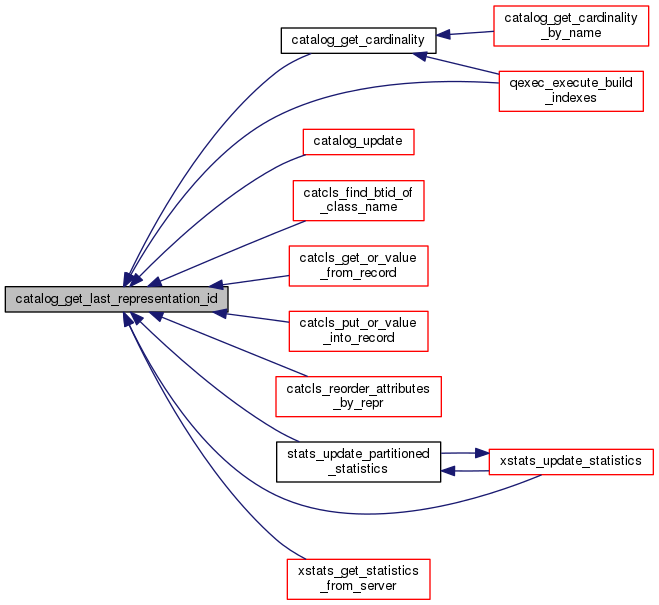 catalog_get_cardinality
_by_name
catalog_get_cardinality
qexec_execute_build
_indexes
catalog_update
catcls_find_btid_of
_class_name
catcls_get_or_value
_from_record
catalog_get_last_representation_id
catcls_put_or_value
_into_record
catcls_reorder_attributes
_by_repr
stats_update_partitioned
_statistics
xstats_update_statistics
xstats_get_statistics
_from_server